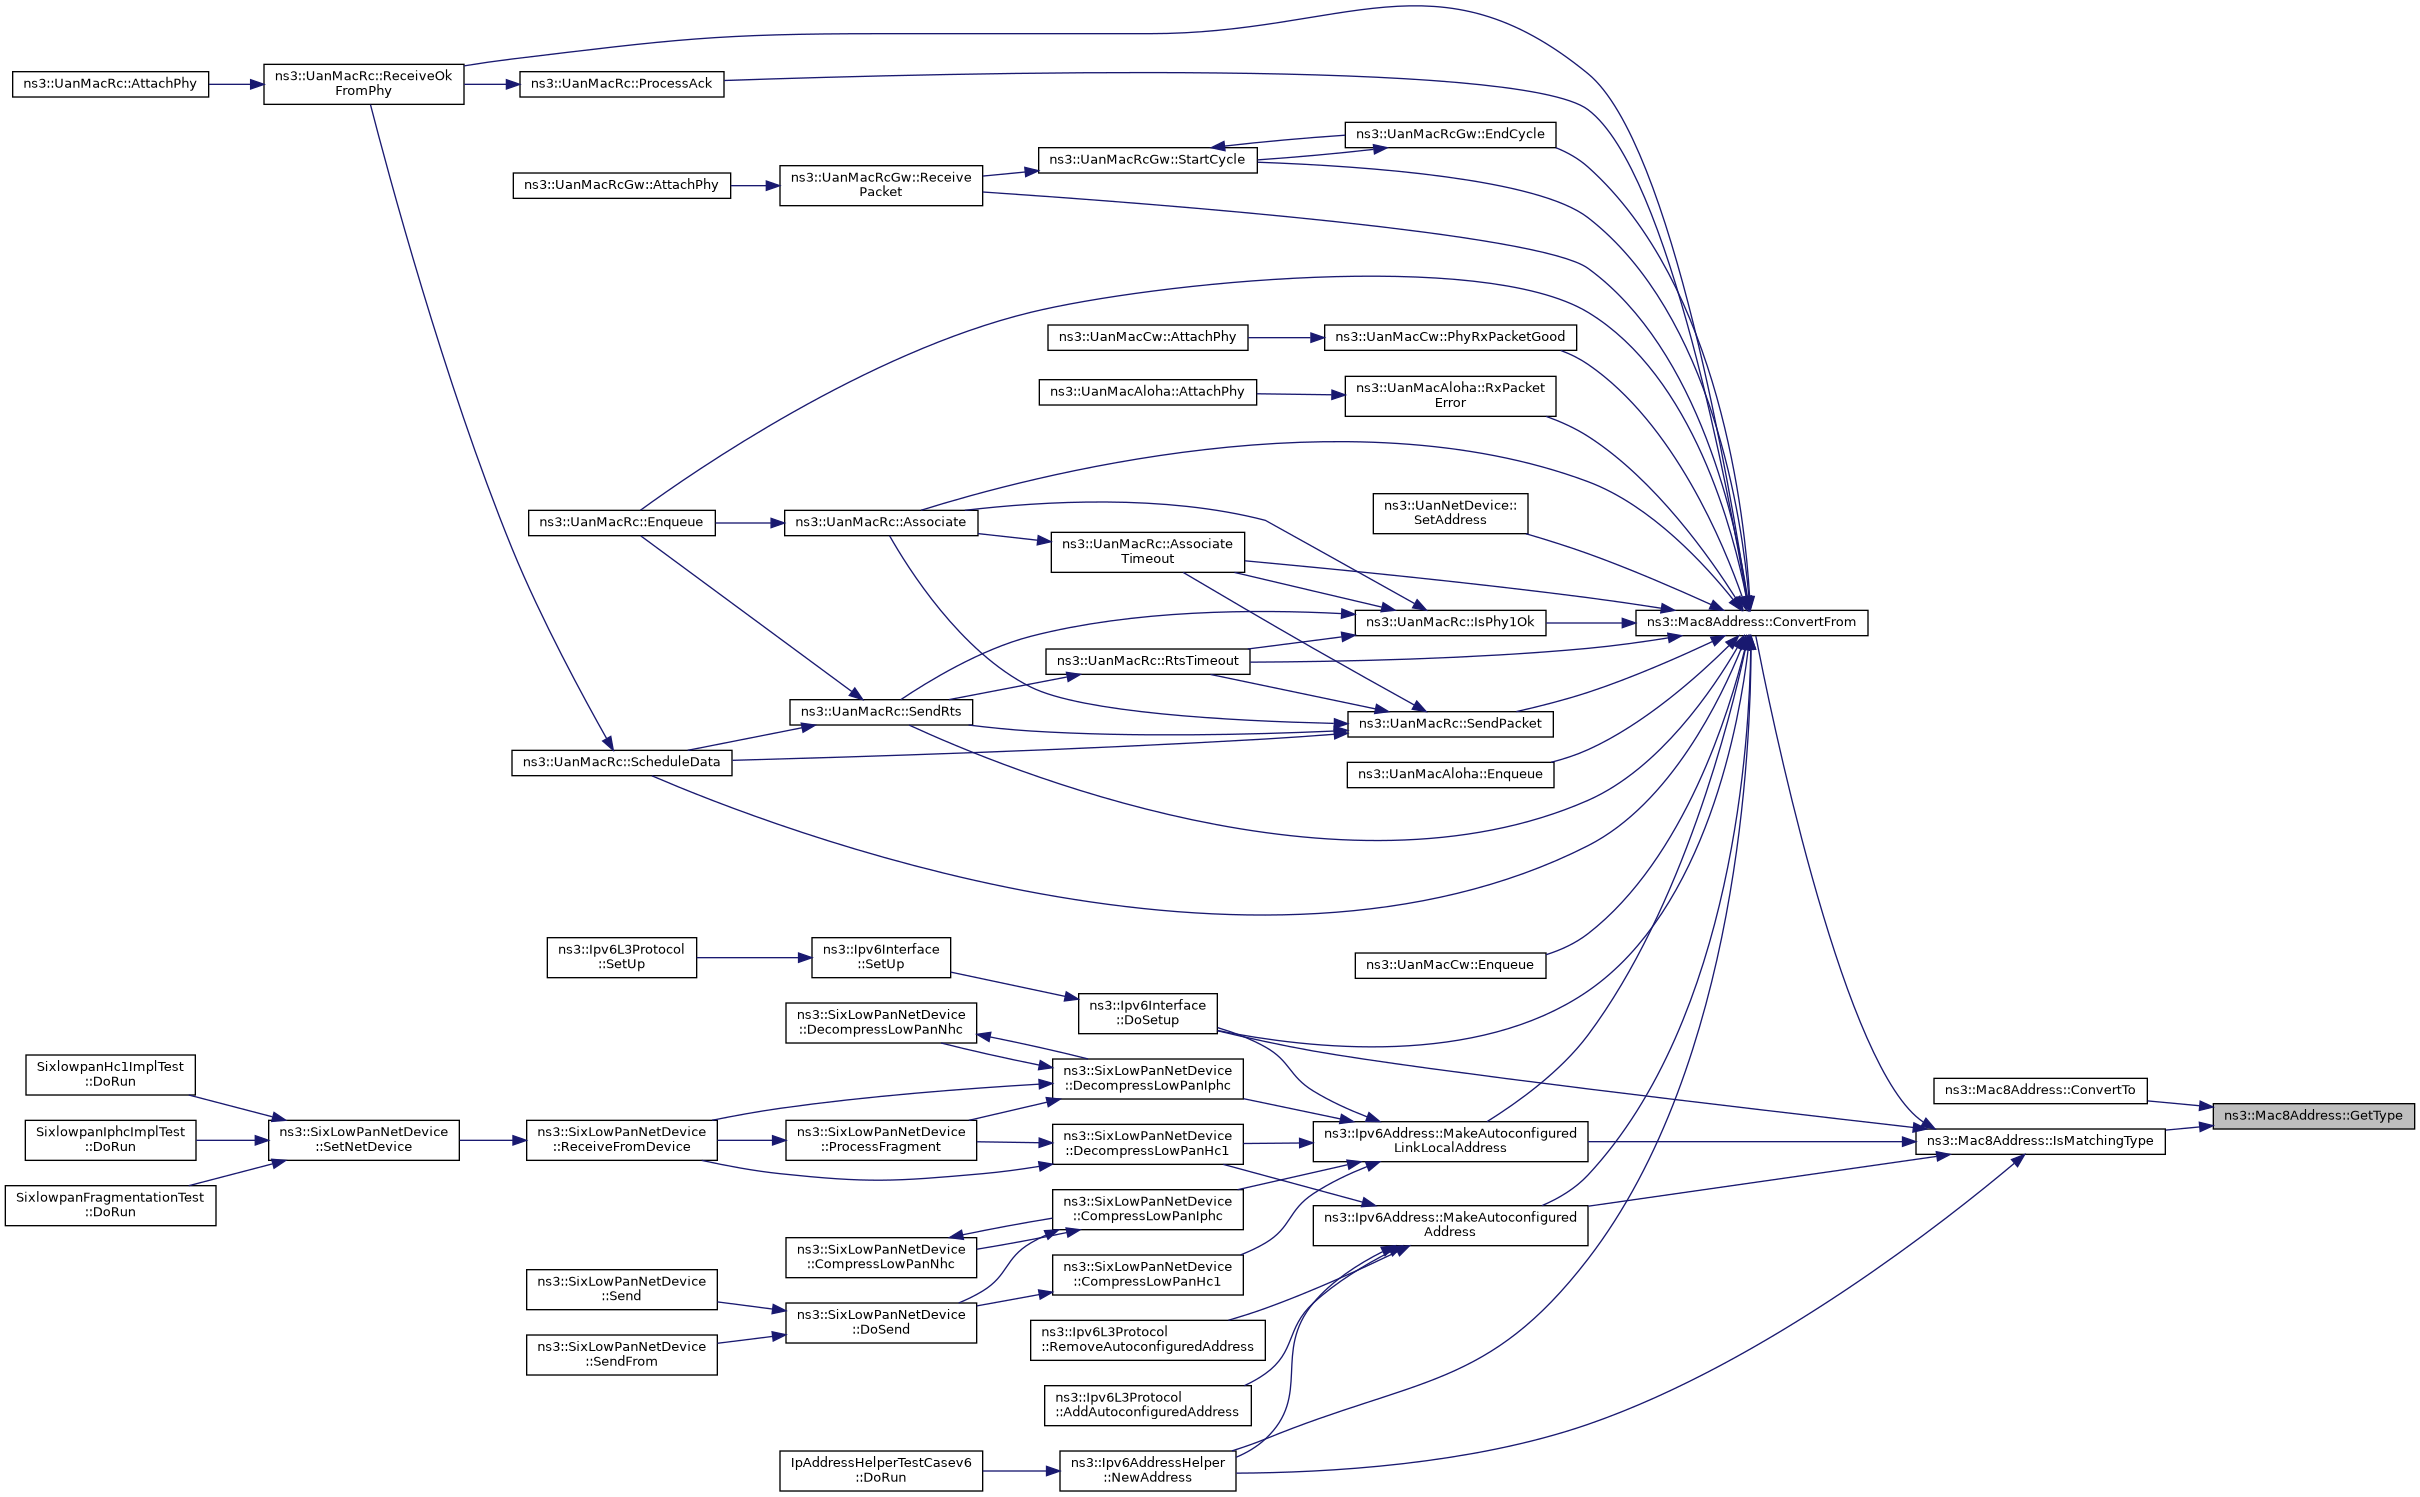 ns3::UanMacRc::AttachPhy
ns3::UanMacRc::ReceiveOk
FromPhy
ns3::UanMacRc::ProcessAck
ns3::UanMacRcGw::EndCycle
ns3::UanMacRcGw::StartCycle
ns3::UanMacRcGw::AttachPhy
ns3::UanMacRcGw::Receive
Packet
ns3::UanMacCw::AttachPhy
ns3::UanMacCw::PhyRxPacketGood
ns3::UanMacAloha::AttachPhy
ns3::UanMacAloha::RxPacket
Error
ns3::UanNetDevice::
SetAddress
ns3::UanMacRc::Enqueue
ns3::UanMacRc::Associate
ns3::UanMacRc::Associate
Timeout
ns3::UanMacRc::IsPhy1Ok
ns3::Mac8Address::ConvertFrom
ns3::UanMacRc::RtsTimeout
ns3::UanMacRc::SendRts
ns3::UanMacRc::SendPacket
ns3::UanMacRc::ScheduleData
ns3::UanMacAloha::Enqueue
ns3::Ipv6L3Protocol
::SetUp
ns3::Ipv6Interface
::SetUp
ns3::UanMacCw::Enqueue
ns3::Ipv6Interface
::DoSetup
ns3::SixLowPanNetDevice
::DecompressLowPanNhc
SixlowpanHc1ImplTest
::DoRun
ns3::SixLowPanNetDevice
::DecompressLowPanIphc
ns3::Mac8Address::ConvertTo
ns3::Mac8Address::GetType
SixlowpanIphcImplTest
::DoRun
ns3::SixLowPanNetDevice
::SetNetDevice
ns3::SixLowPanNetDevice
::ReceiveFromDevice
ns3::SixLowPanNetDevice
::ProcessFragment
ns3::SixLowPanNetDevice
::DecompressLowPanHc1
ns3::Ipv6Address::MakeAutoconfigured
LinkLocalAddress
ns3::Mac8Address::IsMatchingType
SixlowpanFragmentationTest
::DoRun
ns3::SixLowPanNetDevice
::CompressLowPanIphc
ns3::Ipv6Address::MakeAutoconfigured
Address
ns3::SixLowPanNetDevice
::CompressLowPanNhc
ns3::SixLowPanNetDevice
::CompressLowPanHc1
ns3::SixLowPanNetDevice
::Send
ns3::SixLowPanNetDevice
::DoSend
ns3::SixLowPanNetDevice
::SendFrom
ns3::Ipv6L3Protocol
::RemoveAutoconfiguredAddress
ns3::Ipv6L3Protocol
::AddAutoconfiguredAddress
IpAddressHelperTestCasev6
::DoRun
ns3::Ipv6AddressHelper
::NewAddress